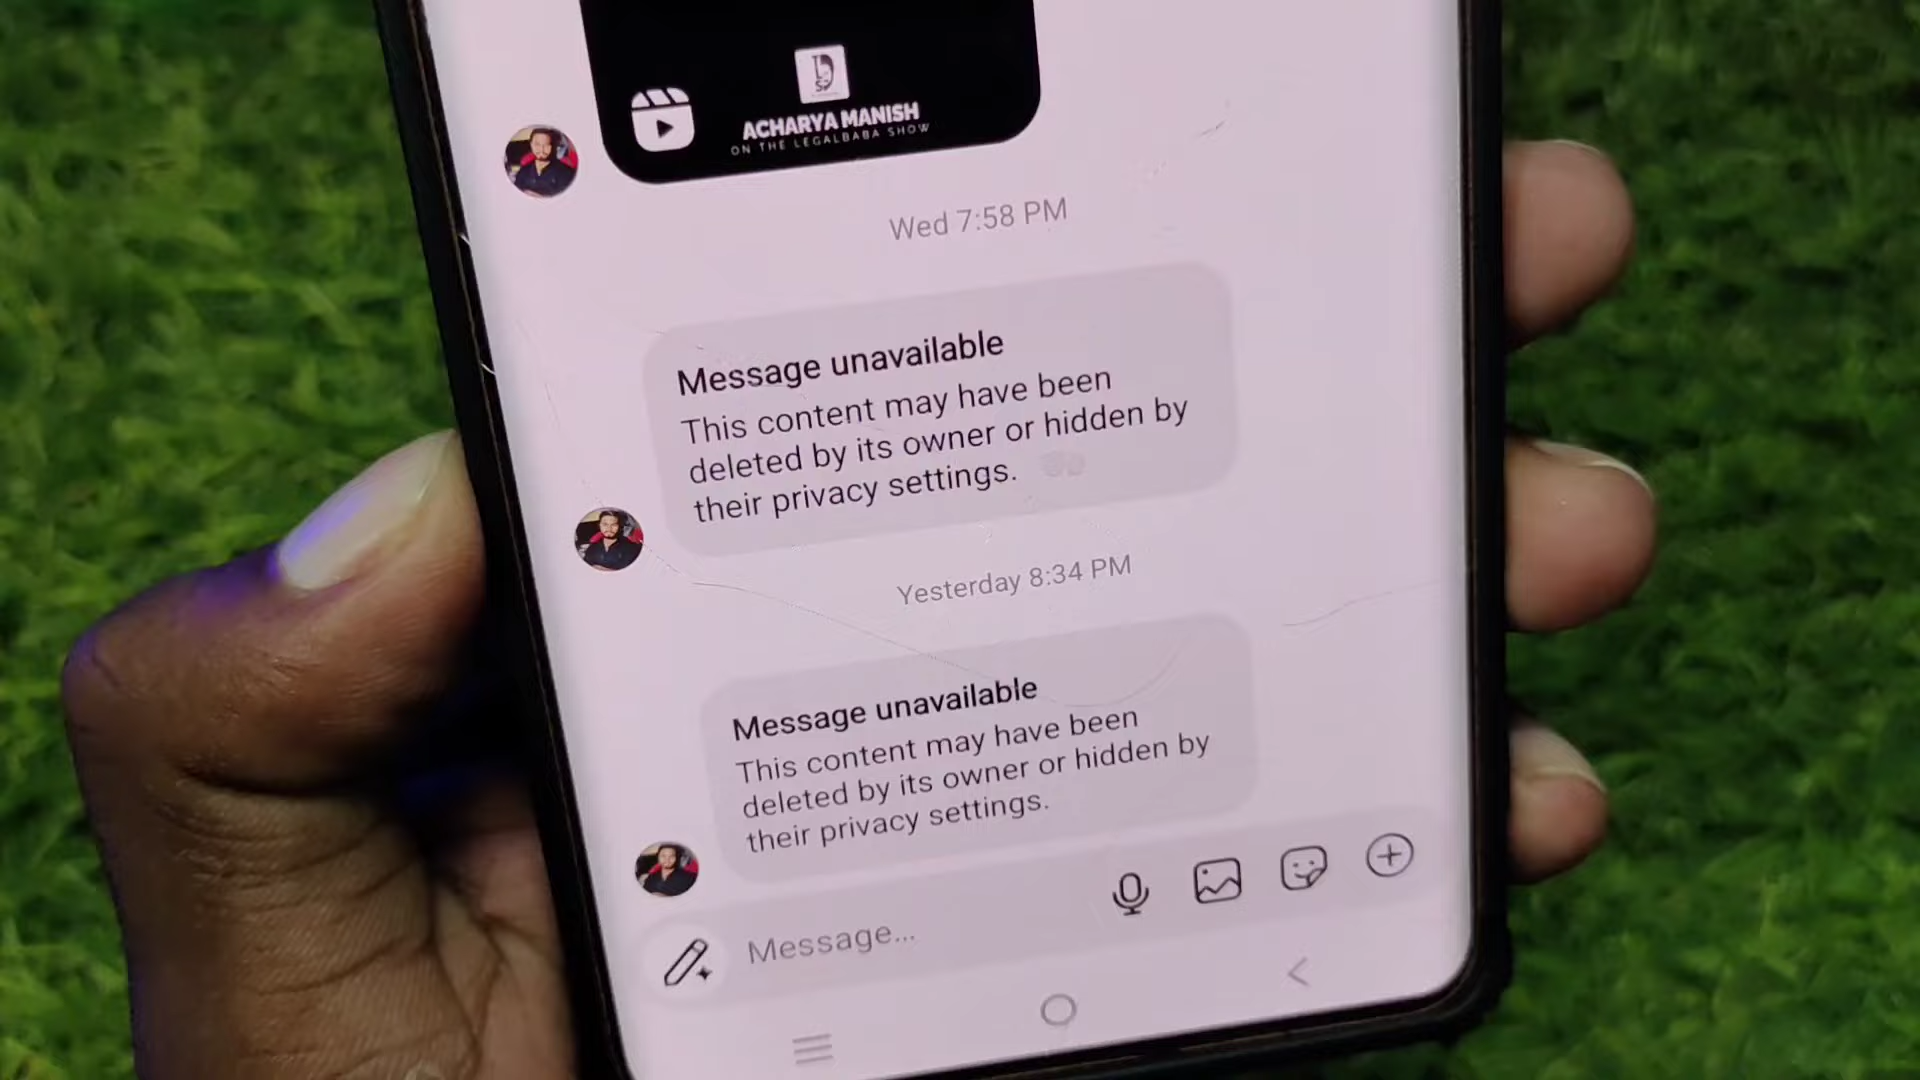 ACHARYA MANISH
ON THE LEGALBABA SHOW
Wed 7:58 PM
Message unavailable
This content may have been
deleted by its owner or hidden by
their privacy settings.
Yesterday 8:34 PM
Message unavailable
This content may have been
deleted by its owner or hidden by
their privacy settings.
Message...